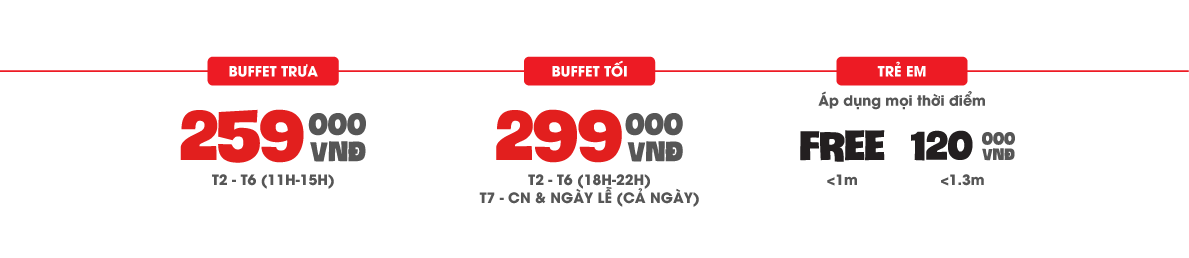 BUFFET TRƯA
259 000 VNĐ
T2 - T6 (11H-15H)
BUFFET TỐI
299 000 VNĐ
T2 - T6 (18H-22H)
T7 - CN & NGÀY LỄ (CẢ NGÀY)
TRẺ EM
Áp dụng mọi thời điểm
FREE 120 000 VNĐ
<1m <1.3m